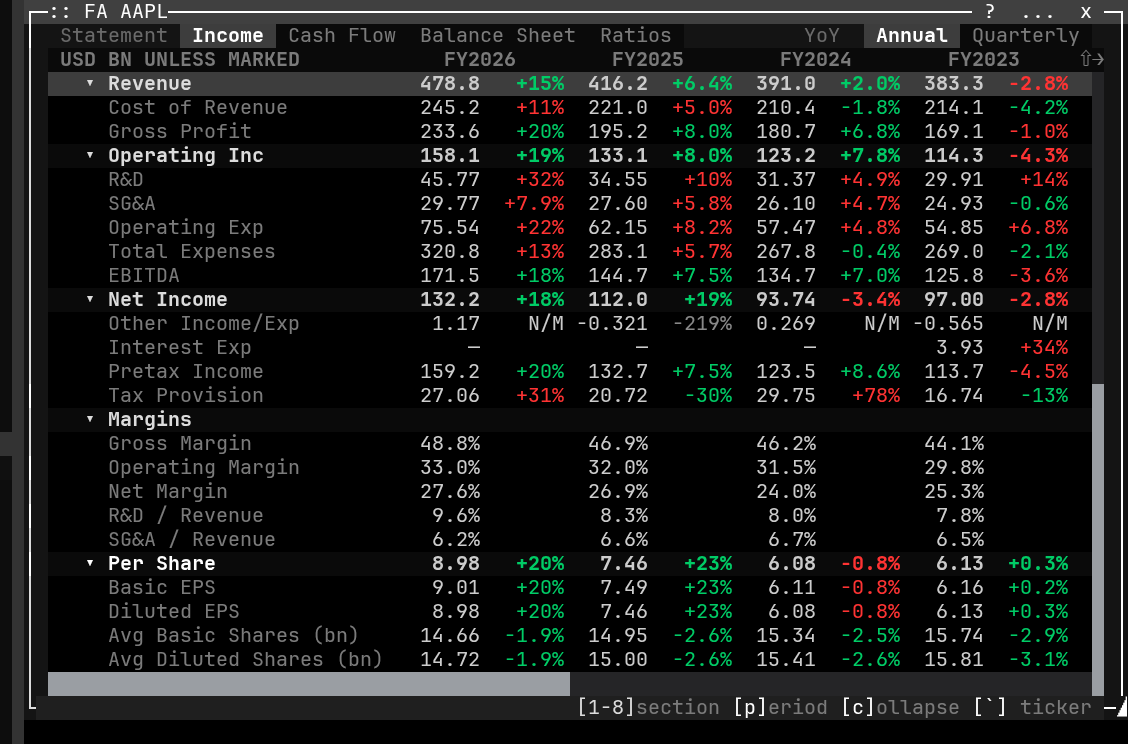 :: FA AAPL ? ... x
Statement Income Cash Flow Balance Sheet Ratios YoY Annual Quarterly
USD BN UNLESS MARKED FY2026 FY2025 FY2024 FY2023 ⇧→
▾ Revenue 478.8 +15% 416.2 +6.4% 391.0 +2.0% 383.3 -2.8%
Cost of Revenue 245.2 +11% 221.0 +5.0% 210.4 -1.8% 214.1 -4.2%
Gross Profit 233.6 +20% 195.2 +8.0% 180.7 +6.8% 169.1 -1.0%
▾ Operating Inc 158.1 +19% 133.1 +8.0% 123.2 +7.8% 114.3 -4.3%
R&D 45.77 +32% 34.55 +10% 31.37 +4.9% 29.91 +14%
SG&A 29.77 +7.9% 27.60 +5.8% 26.10 +4.7% 24.93 -0.6%
Operating Exp 75.54 +22% 62.15 +8.2% 57.47 +4.8% 54.85 +6.8%
Total Expenses 320.8 +13% 283.1 +5.7% 267.8 -0.4% 269.0 -2.1%
EBITDA 171.5 +18% 144.7 +7.5% 134.7 +7.0% 125.8 -3.6%
▾ Net Income 132.2 +18% 112.0 +19% 93.74 -3.4% 97.00 -2.8%
Other Income/Exp 1.17 N/M -0.321 -219% 0.269 N/M -0.565 N/M
Interest Exp — — — 3.93 +34%
Pretax Income 159.2 +20% 132.7 +7.5% 123.5 +8.6% 113.7 -4.5%
Tax Provision 27.06 +31% 20.72 -30% 29.75 +78% 16.74 -13%
▾ Margins
Gross Margin 48.8% 46.9% 46.2% 44.1%
Operating Margin 33.0% 32.0% 31.5% 29.8%
Net Margin 27.6% 26.9% 24.0% 25.3%
R&D / Revenue 9.6% 8.3% 8.0% 7.8%
SG&A / Revenue 6.2% 6.6% 6.7% 6.5%
▾ Per Share 8.98 +20% 7.46 +23% 6.08 -0.8% 6.13 +0.3%
Basic EPS 9.01 +20% 7.49 +23% 6.11 -0.8% 6.16 +0.2%
Diluted EPS 8.98 +20% 7.46 +23% 6.08 -0.8% 6.13 +0.3%
Avg Basic Shares (bn) 14.66 -1.9% 14.95 -2.6% 15.34 -2.5% 15.74 -2.9%
Avg Diluted Shares (bn) 14.72 -1.9% 15.00 -2.6% 15.41 -2.6% 15.81 -3.1%
[1-8]section [p]eriod [c]ollapse [`] ticker